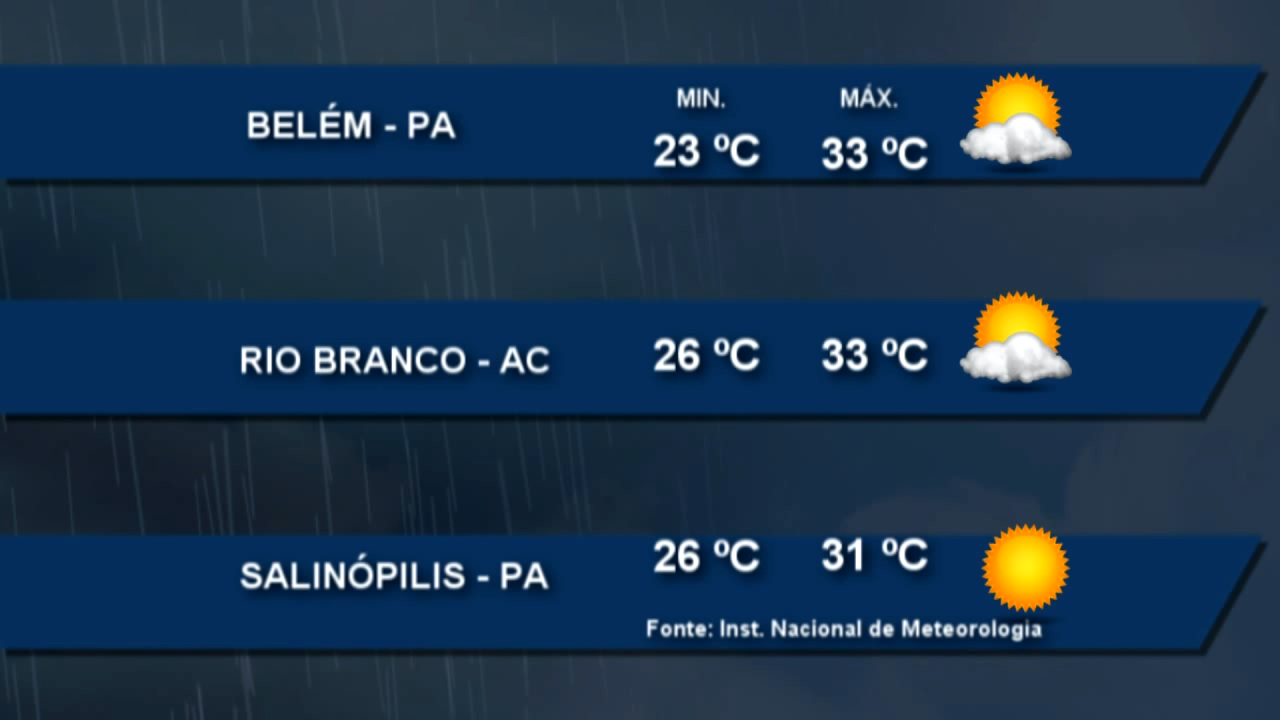 MIN. MÁX.
BELÉM - PA 23 ºC 33 ºC
RIO BRANCO - AC 26 ºC 33 ºC
SALINÓPILIS - PA 26 ºC 31 ºC
Fonte: Inst. Nacional de Meteorologia